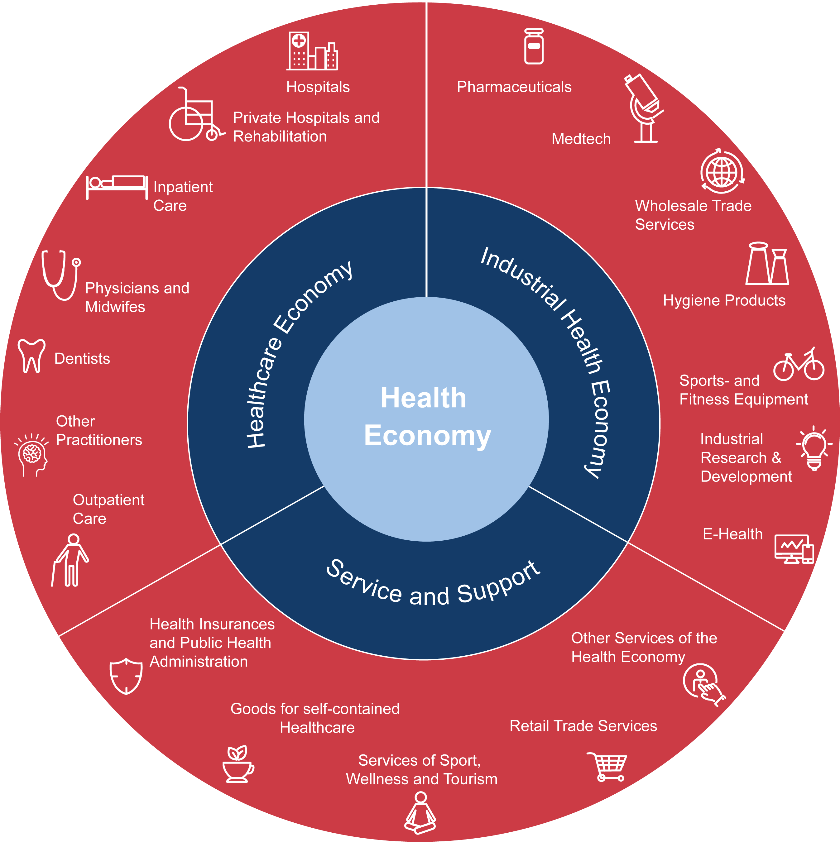 Health
Economy
Healthcare Economy
Hospitals
Private Hospitals and
Rehabilitation
Inpatient
Care
Physicians and
Midwifes
Dentists
Other
Practitioners
Outpatient
Care
Industrial Health Economy
Pharmaceuticals
Medtech
Wholesale Trade
Services
Hygiene Products
Sports- and
Fitness Equipment
Industrial
Research &
Development
E-Health
Service and Support
Health Insurances
and Public Health
Administration
Goods for self-contained
Healthcare
Services of Sport,
Wellness and Tourism
Retail Trade Services
Other Services of the
Health Economy